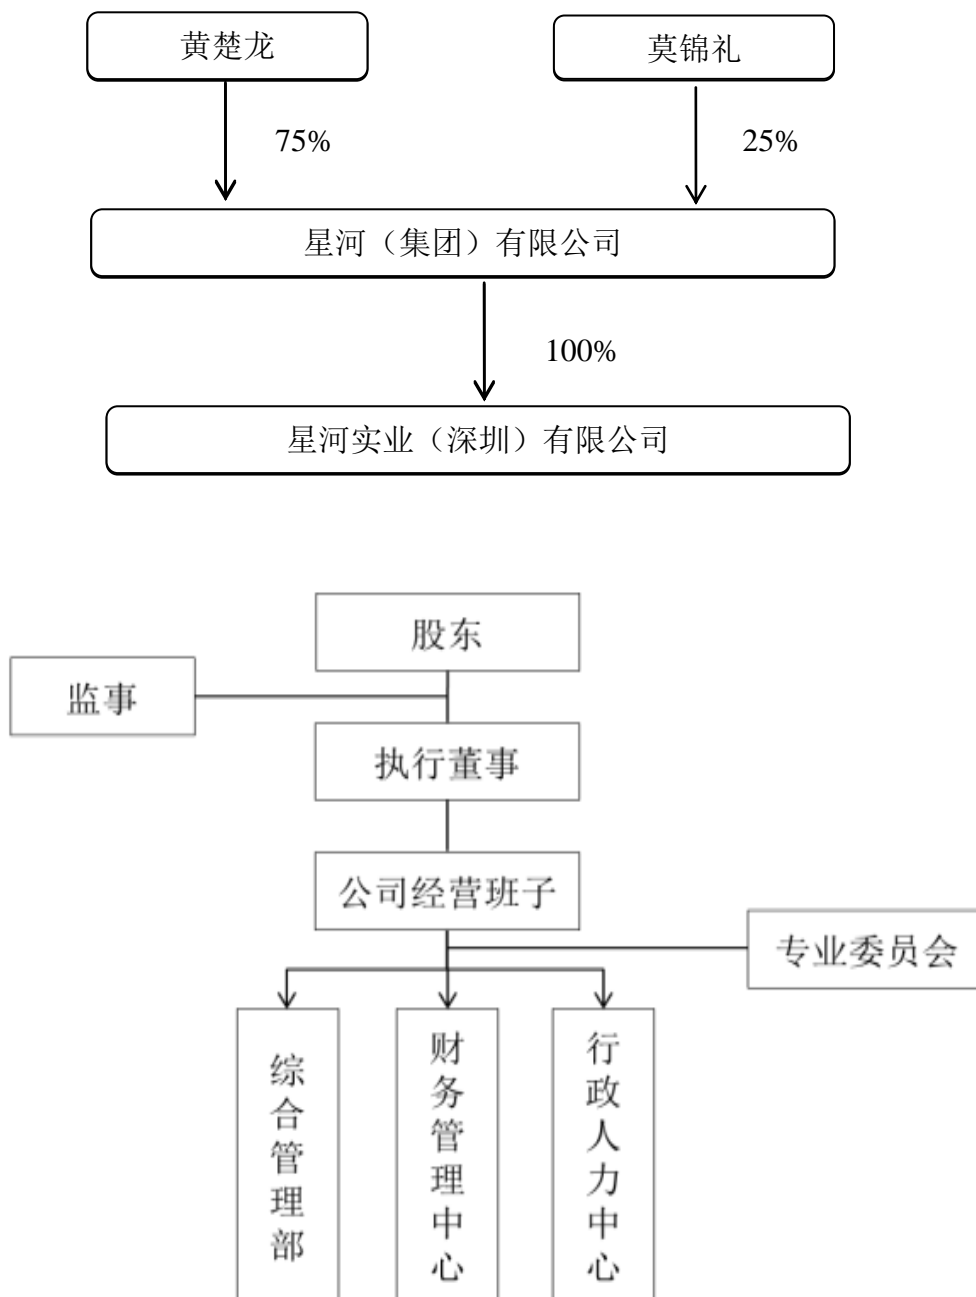 黄楚龙
莫锦礼
75%
25%
星河（集团）有限公司
100%
星河实业（深圳）有限公司
股东
监事
执行董事
公司经营班子
专业委员会
综合管理部
财务管理中心
行政人力中心